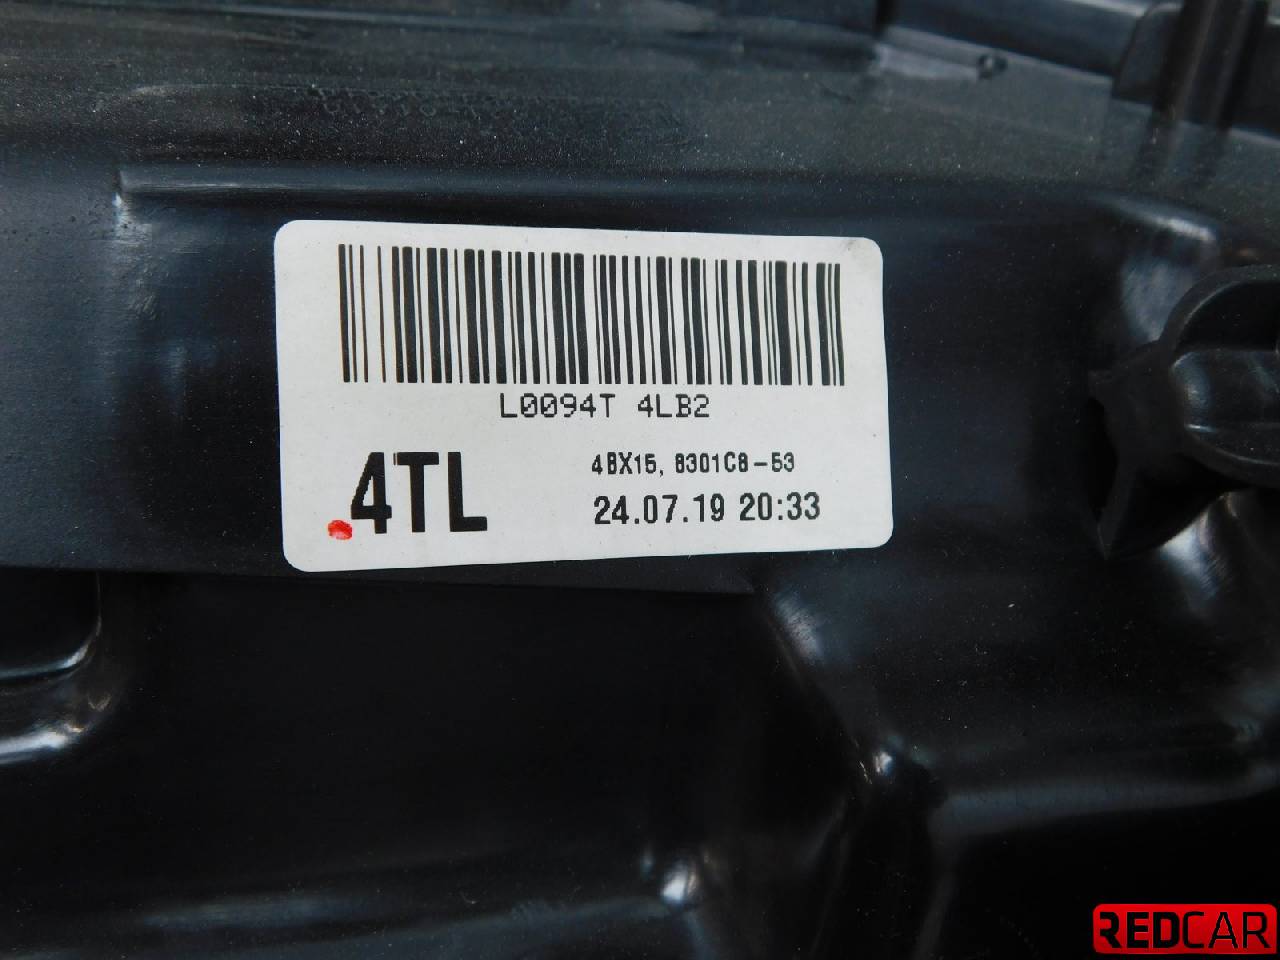 L0094T 4LB2
.4TL
4BX15, 8301C8-53
24.07.19 20:33
REDCAR